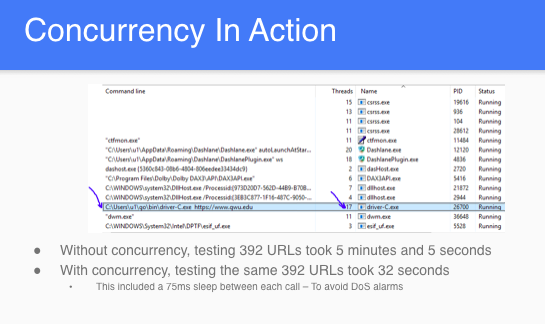 Concurrency In Action
Command line Threads Name PID Status
15 csrss.exe 19616 Running
13 csrss.exe 936 Running
11 csrss.exe 104 Running
11 csrss.exe 28612 Running
"ctfmon.exe" 11 ctfmon.exe 11484 Running
"C:\Users\u1\AppData\Roaming\Dashlane\Dashlane.exe" autoLaunchAtStar... 20 Dashlane.exe 12120 Running
"C:\Users\u1\AppData\Roaming\Dashlane\DashlanePlugin.exe" ws 18 DashlanePlugin.exe 4836 Running
dashost.exe {5360c843-08b6-4804-806eedee33434dc9} 2 dasHost.exe 2720 Running
"C:\Program Files\Dolby\Dolby DAX3\API\DAX3API.exe" 6 DAX3API.exe 5416 Running
C:\WINDOWS\system32\DllHost.exe /Processid:{973D20D7-562D-44B9-B70B... 7 dllhost.exe 21872 Running
C:\WINDOWS\system32\DllHost.exe /Processid:{3EB3C877-1F16-487C-9050-... 4 dllhost.exe 2944 Running
C:\Users\u1\go\bin\driver-C.exe https://www.gwu.edu 17 driver-C.exe 26700 Running
"dwm.exe" 11 dwm.exe 36648 Running
C:\WINDOWS\System32\Intel\DPTF\esif_uf.exe 3 esif_uf.exe 5528 Running
● Without concurrency, testing 392 URLs took 5 minutes and 5 seconds
● With concurrency, testing the same 392 URLs took 32 seconds
• This included a 75ms sleep between each call – To avoid DoS alarms